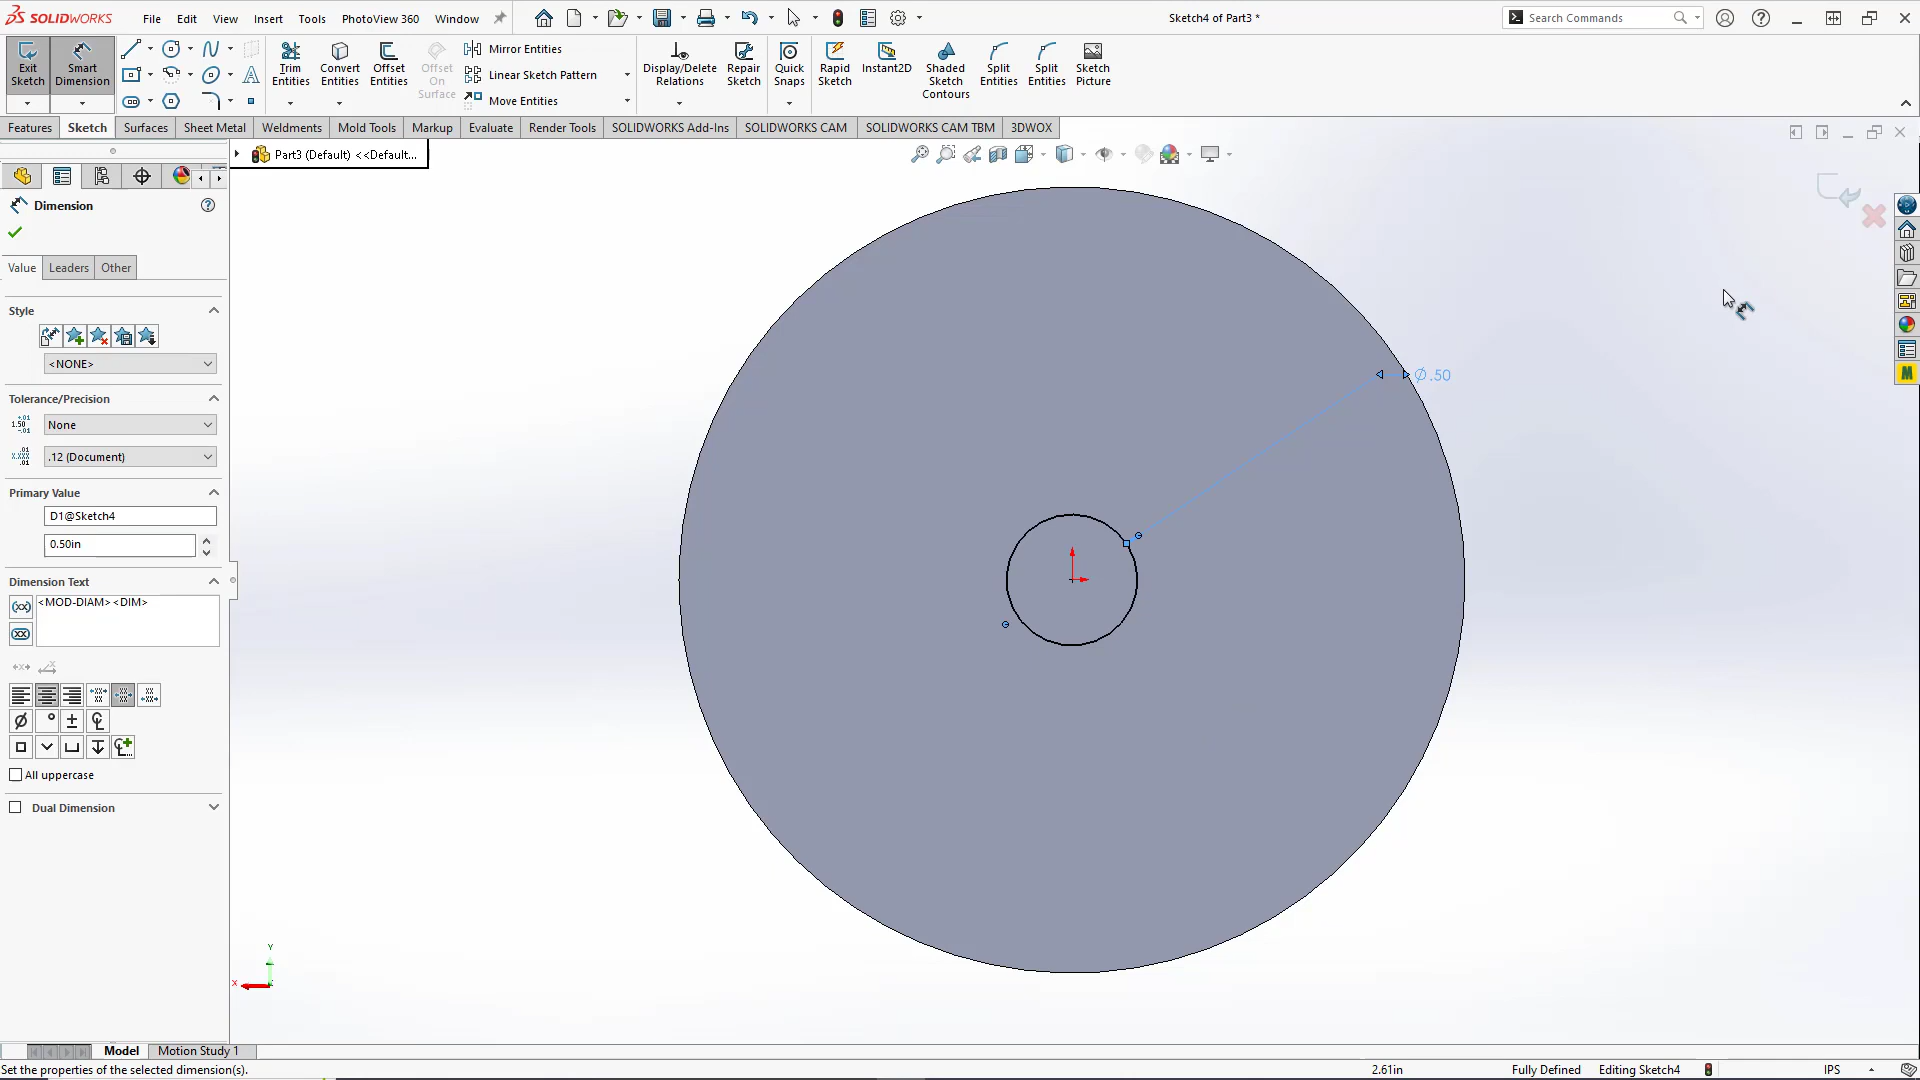 SOLIDWORKS File Edit View Insert Tools PhotoView 360 Window
Sketch4 of Part3 *
Search Commands
Exit Sketch
Smart Dimension
Trim Entities
Convert Entities
Offset Entities
Offset On Surface
Mirror Entities
Linear Sketch Pattern
Move Entities
Display/Delete Relations
Repair Sketch
Quick Snaps
Rapid Sketch
Instant2D
Shaded Sketch Contours
Split Entities
Split Entities
Sketch Picture
Features Sketch Surfaces Sheet Metal Weldments Mold Tools Markup Evaluate Render Tools SOLIDWORKS Add-Ins SOLIDWORKS CAM SOLIDWORKS CAM TBM 3DWOX
Part3 (Default) <<Default...
Dimension
Value Leaders Other
Style
<NONE>
Tolerance/Precision
None
.12 (Document)
Primary Value
D1@Sketch4
0.50in
Dimension Text
<MOD-DIAM><DIM>
All uppercase
Dual Dimension
∅.50
Y
X
Model Motion Study 1
Set the properties of the selected dimension(s).
2.61in Fully Defined Editing Sketch4 IPS